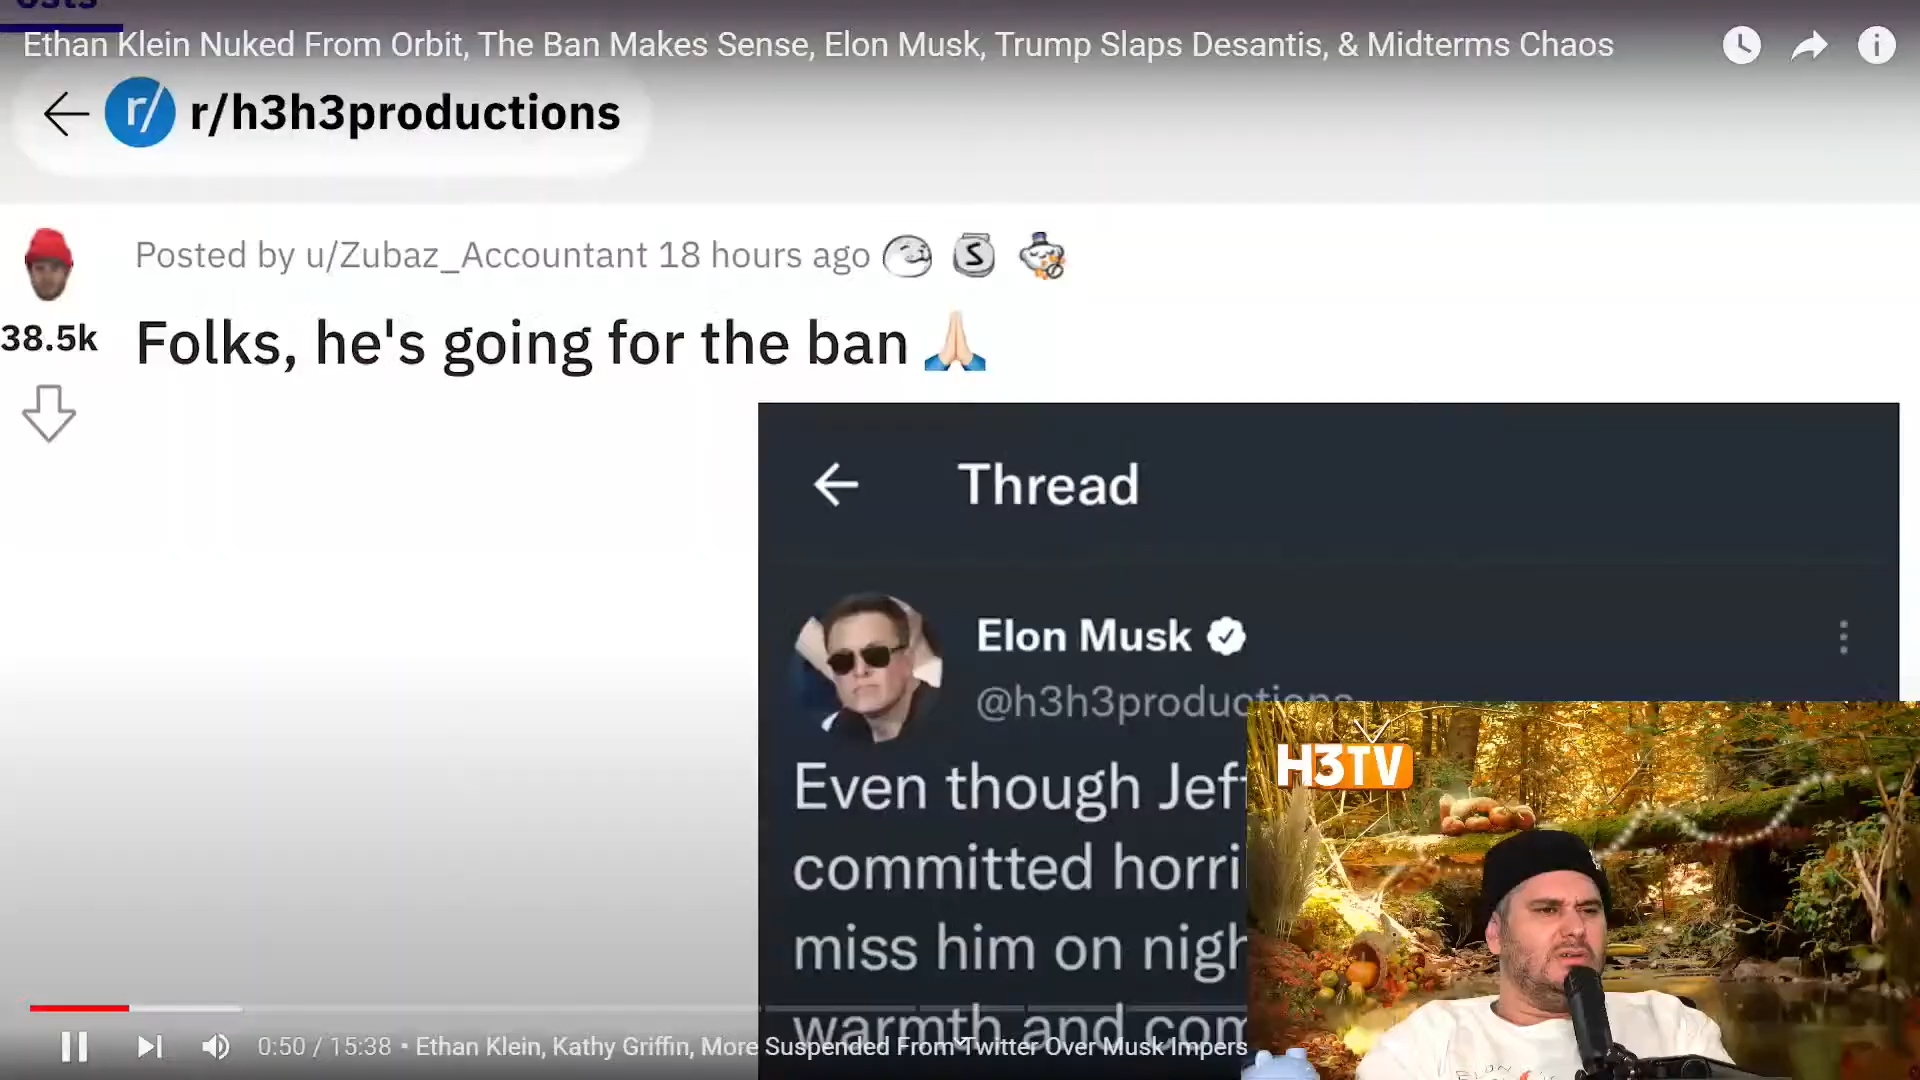 Ethan Klein Nuked From Orbit, The Ban Makes Sense, Elon Musk, Trump Slaps Desantis, & Midterms Chaos
r/ r/h3h3productions
Posted by u/Zubaz_Accountant 18 hours ago
38.5k
Folks, he's going for the ban 🙏🏻
Thread
Elon Musk
@h3h3productions
Even though Jeff
committed horri
miss him on nigh
warmth and com
H3TV
0:50 / 15:38 • Ethan Klein, Kathy Griffin, More Suspended From Twitter Over Musk Impers